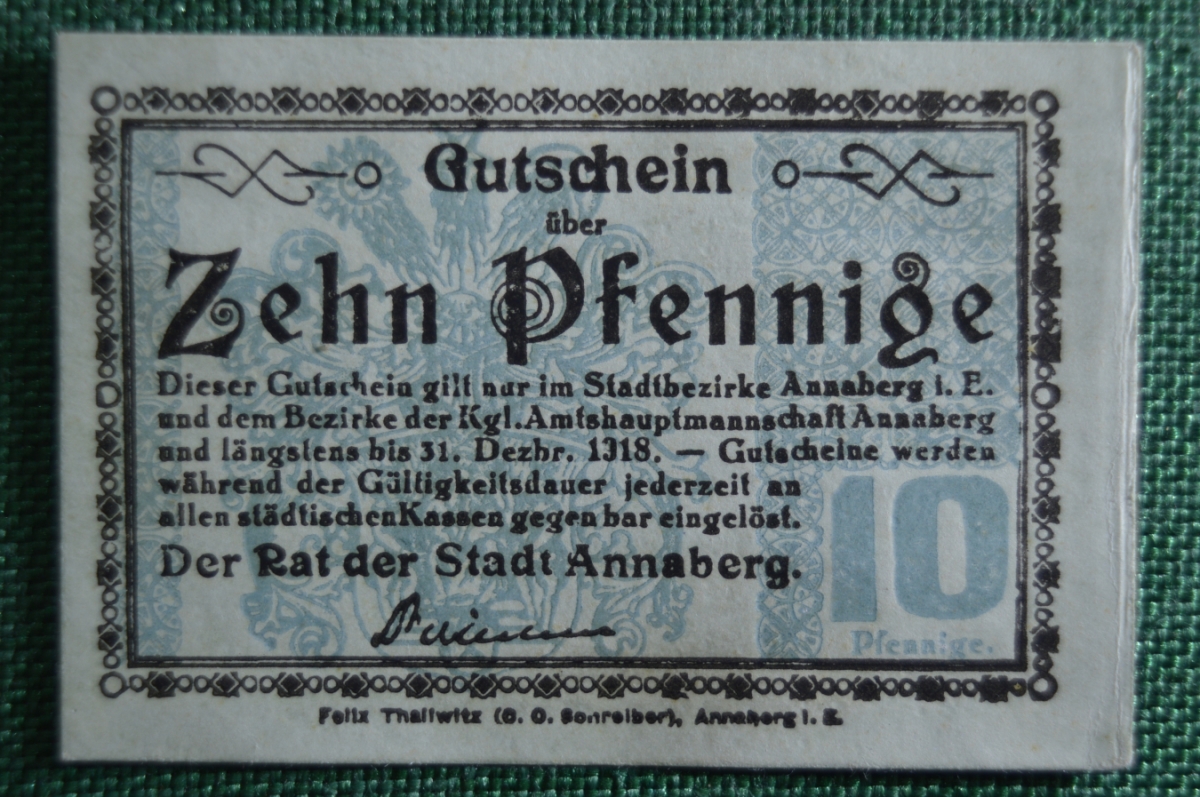 Gutschein
über
Zehn Pfennige
Dieser Gutschein gilt nur im Stadtbezirke Annaberg i. E.
und dem Bezirke der Kgl. Amtshauptmannschaft Annaberg
und längstens bis 31. Dezbr. 1318. — Gutscheine werden
während der Gültigkeitsdauer jederzeit an
allen städtischen Kassen gegen bar eingelöst.
Der Rat der Stadt Annaberg.
10
Pfennige.
Felix Thallwitz (C. O. Schreiber), Annaberg i. E.